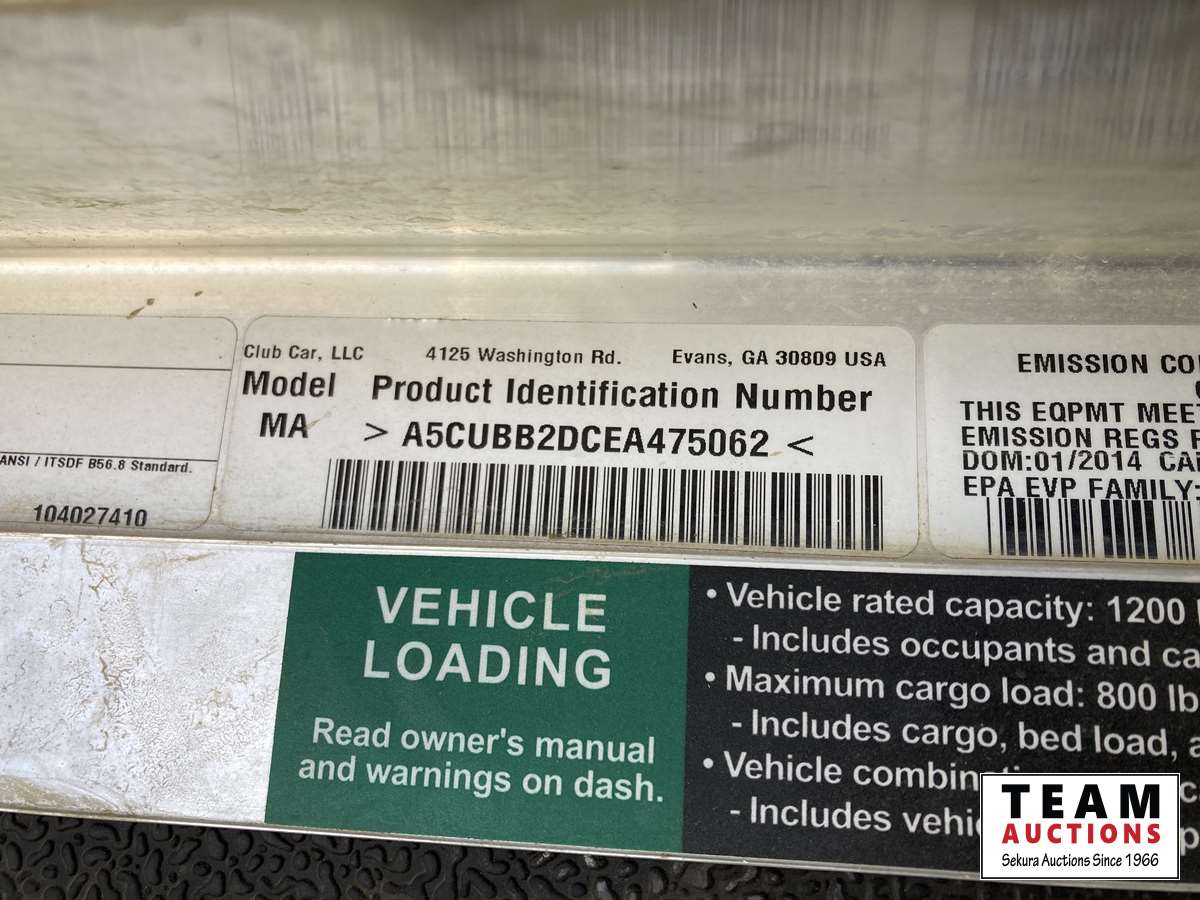 Club Car, LLC 4125 Washington Rd. Evans, GA 30809 USA
Model Product Identification Number
MA > A5CUBB2DCEA475062 <
ANSI / ITSDF B56.8 Standard.
104027410
EMISSION CO
THIS EQPMT MEET
EMISSION REGS F
DOM:01/2014 CA
EPA EVP FAMILY:
VEHICLE
LOADING
Read owner's manual
and warnings on dash.
• Vehicle rated capacity: 1200
- Includes occupants and ca
• Maximum cargo load: 800 lb
- Includes cargo, bed load, a
• Vehicle combin
- Includes vehi
TEAM
AUCTIONS
Sekura Auctions Since 1966